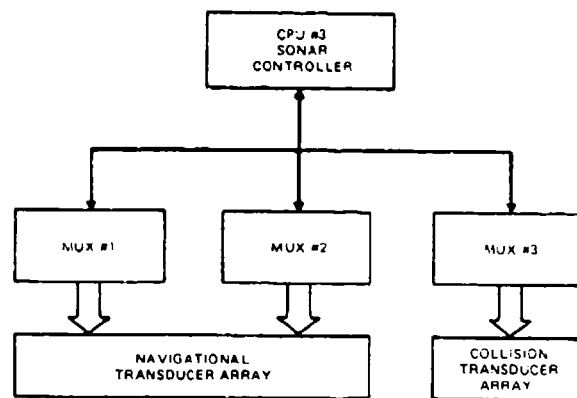 CPU #3
SONAR
CONTROLLER
MUX #1
MUX #2
MUX #3
NAVIGATIONAL
TRANSDUCER ARRAY
COLLISION
TRANSDUCER
ARRAY